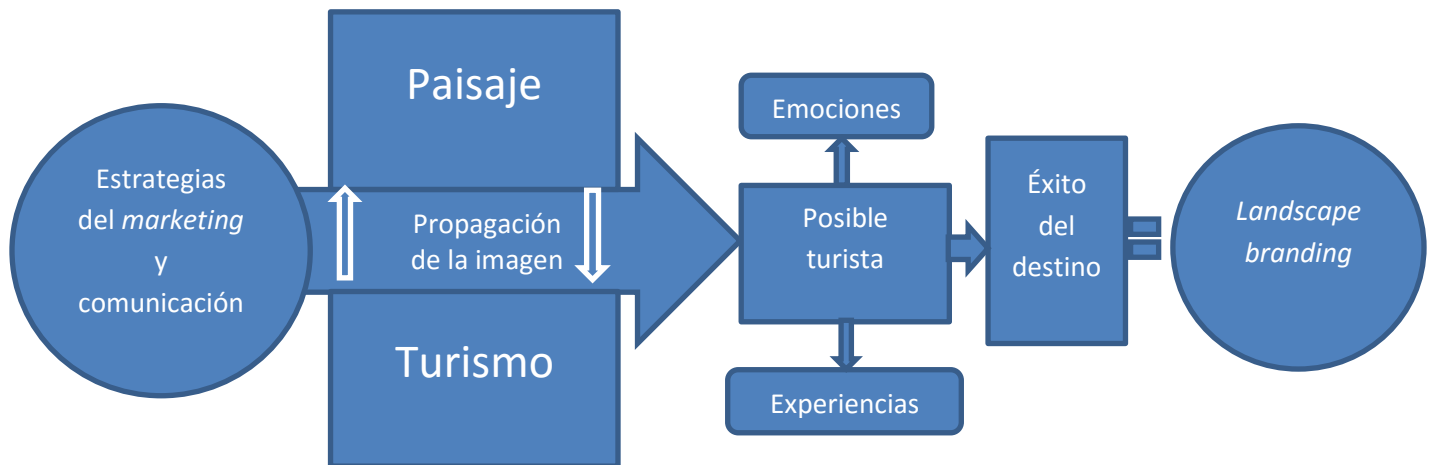 Estrategias
del marketing
y
comunicación
Paisaje
Propagación
de la imagen
Turismo
Emociones
Posible
turista
Experiencias
Éxito
del
destino
Landscape
branding